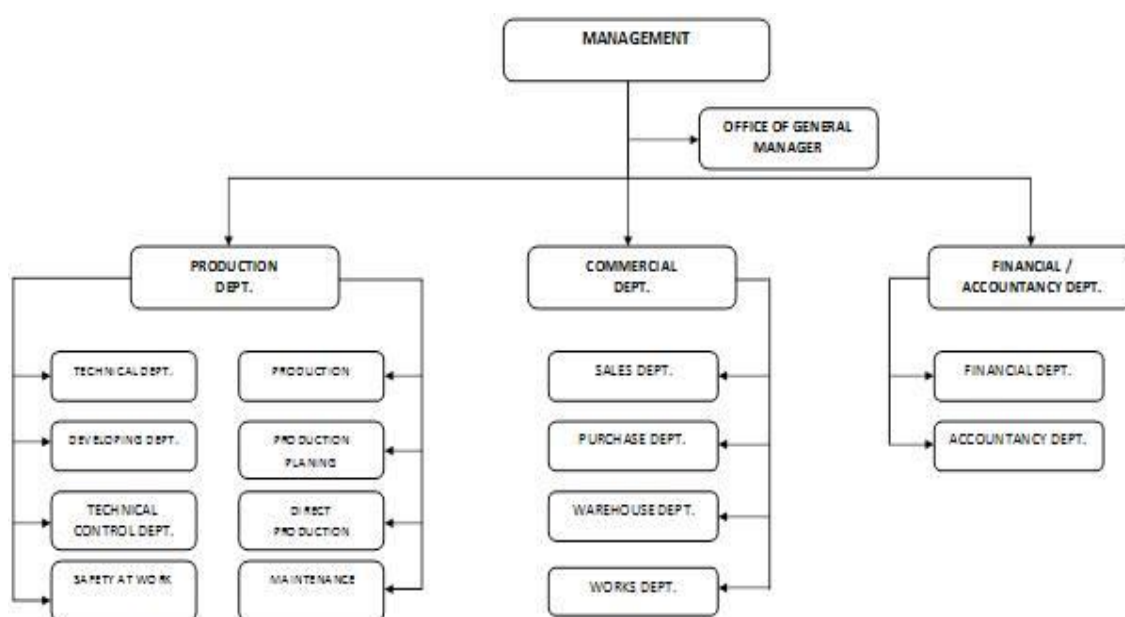 MANAGEMENT
OFFICE OF GENERAL
MANAGER
PRODUCTION
DEPT.
COMMERCIAL
DEPT.
FINANCIAL /
ACCOUNTANCY DEPT.
TECHNICAL DEPT.
DEVELOPING DEPT.
TECHNICAL
CONTROL DEPT.
SAFETY AT WORK
PRODUCTION
PRODUCTION
PLANING
DIRECT
PRODUCTION
MAINTENANCE
SALES DEPT.
PURCHASE DEPT.
WAREHOUSE DEPT.
WORKS DEPT.
FINANCIAL DEPT.
ACCOUNTANCY DEPT.